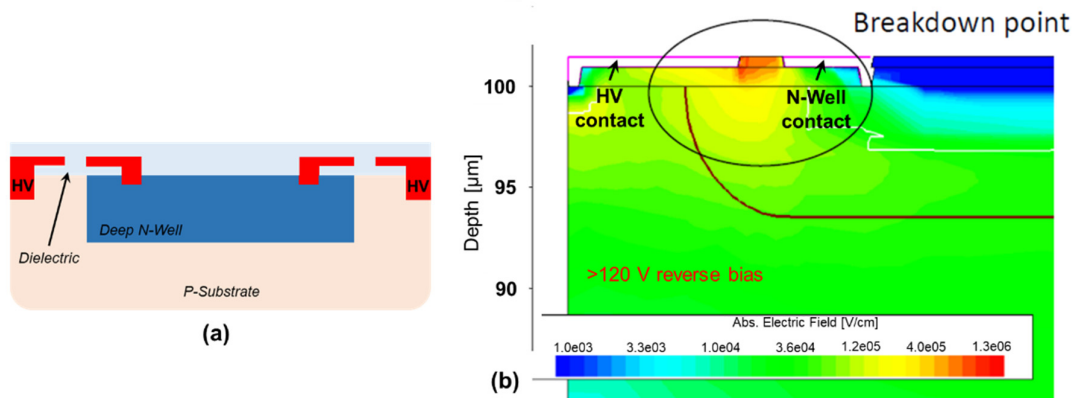 HV
HV
Deep N-Well
Dielectric
P-Substrate
(a)
Breakdown point
100
95
90
Depth [µm]
HV
contact
N-Well
contact
>120 V reverse bias
Abs. Electric Field [V/cm]
1.0e03 3.3e03 1.0e04 3.6e04 1.2e05 4.0e05 1.3e06
(b)